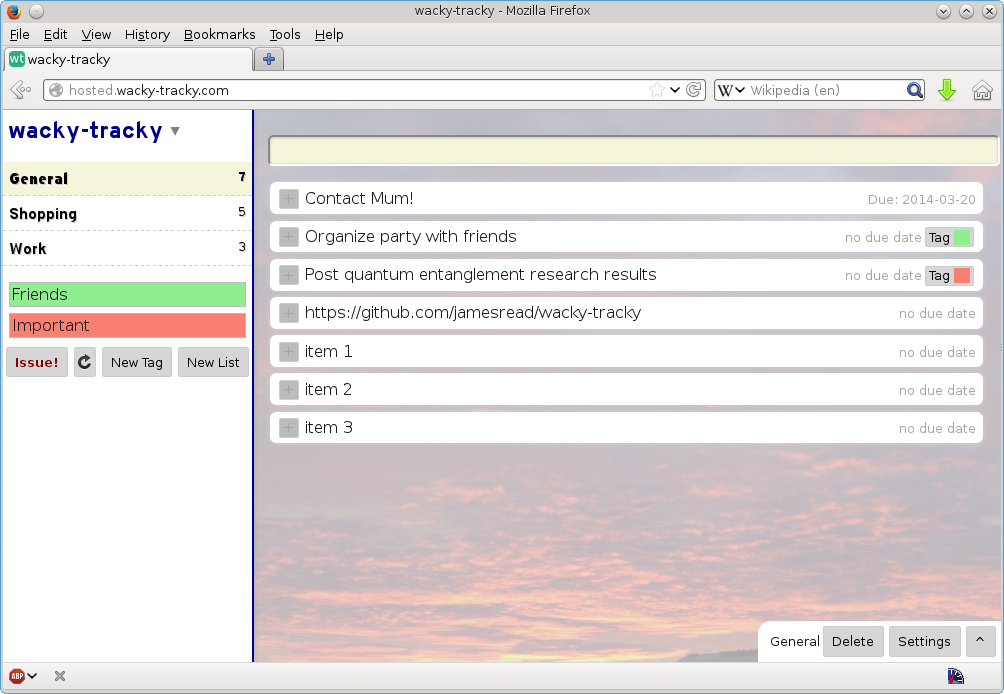 wacky-tracky - Mozilla Firefox
File Edit View History Bookmarks Tools Help
wt wacky-tracky
hosted.wacky-tracky.com W Wikipedia (en)
wacky-tracky
General 7
Shopping 5
Work 3
Friends
Important
Issue! New Tag New List
Contact Mum! Due: 2014-03-20
Organize party with friends no due date Tag
Post quantum entanglement research results no due date Tag
https://github.com/jamesread/wacky-tracky no due date
item 1 no due date
item 2 no due date
item 3 no due date
General Delete Settings ^
ABP